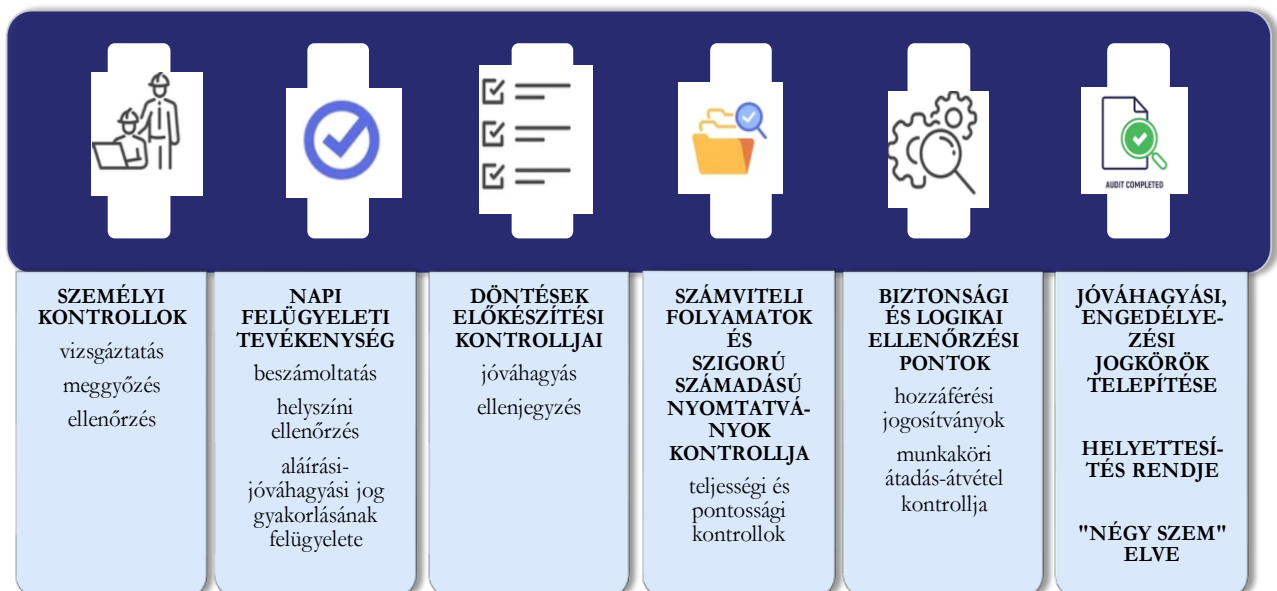 AUDIT COMPLETED
SZEMÉLYI
KONTROLLOK
vizsgáztatás
meggyőzés
ellenőrzés
NAPI
FELÜGYELETI
TEVÉKENYSÉG
beszámoltatás
helyszíni
ellenőrzés
aláírási-
jóváhagyási jog
gyakorlásának
felügyelete
DÖNTÉSEK
ELŐKÉSZÍTÉSI
KONTROLLJAI
jóváhagyás
ellenjegyzés
SZÁMVITELI
FOLYAMATOK
ÉS
SZIGORÚ
SZÁMADÁSÚ
NYOMTATVÁ-
NYOK
KONTROLLJA
teljességi és
pontossági
kontrollok
BIZTONSÁGI
ÉS LOGIKAI
ELLENŐRZÉSI
PONTOK
hozzáférési
jogosítványok
munkaköri
átadás-átvétel
kontrollja
JÓVÁHAGYÁSI,
ENGEDÉLYE-
ZÉSI
JOGKÖRÖK
TELEPÍTÉSE
HELYETTESÍ-
TÉS RENDJE
"NÉGY SZEM"
ELVE